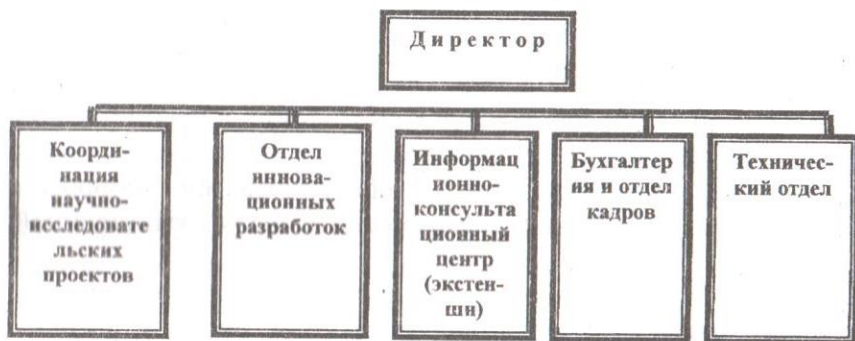 Директор
Коорди-
нация
научно-
исследовате
льских
проектов
Отдел
иннова-
ционных
разработок
Информац
ионно-
консульта
ционный
центр
(экстен-
шн)
Бухгалтер
ия и отдел
кадров
Техничес-
кий отдел